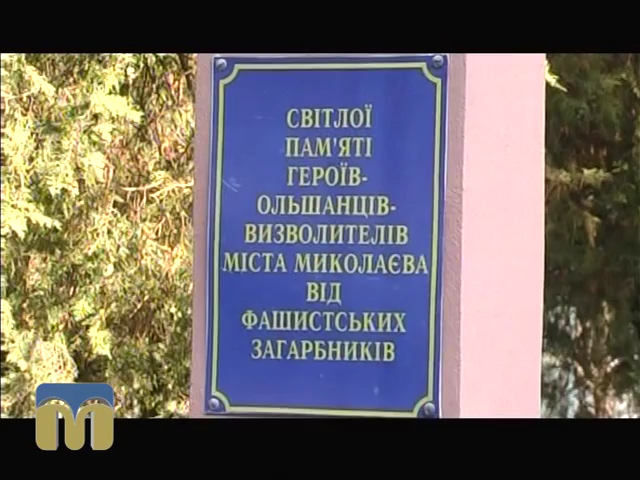 СВІТЛОЇ
ПАМ'ЯТІ
ГЕРОЇВ-
ОЛЬШАНЦІВ-
ВИЗВОЛИТЕЛІВ
МІСТА МИКОЛАЄВА
ВІД
ФАШИСТСЬКИХ
ЗАГАРБНИКІВ
М